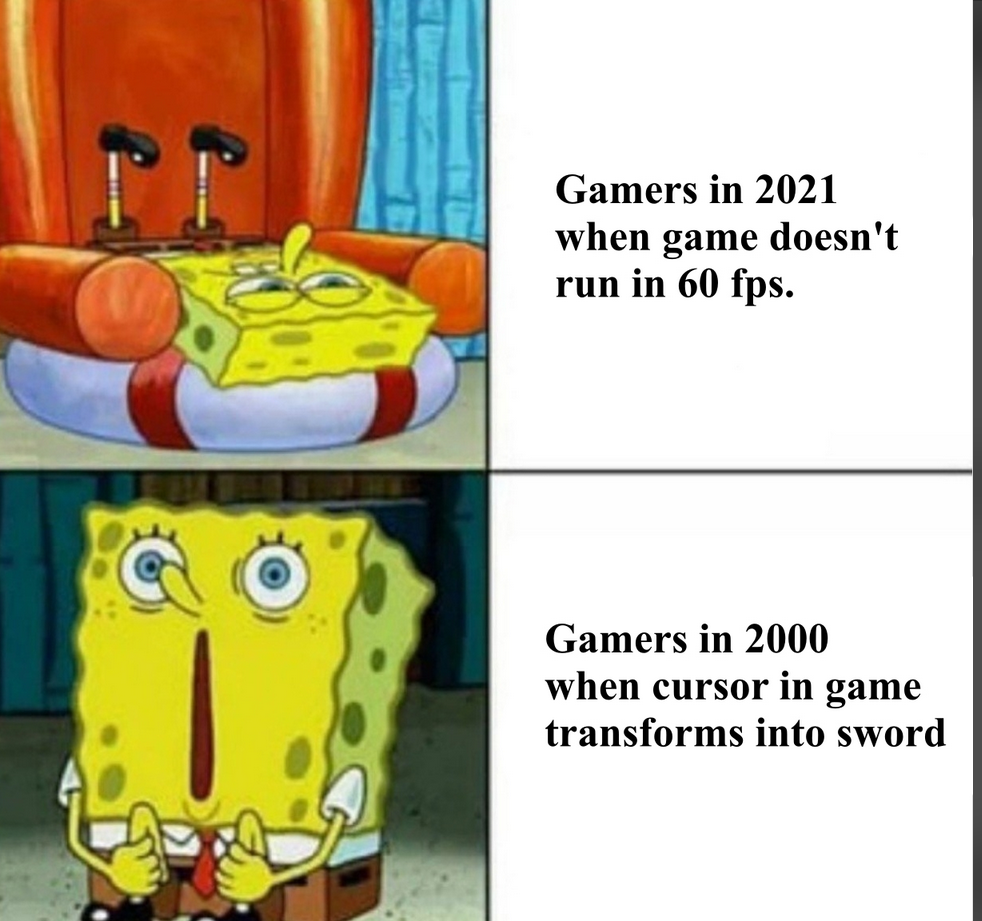 Gamers in 2021
when game doesn't
run in 60 fps.
Gamers in 2000
when cursor in game
transforms into sword